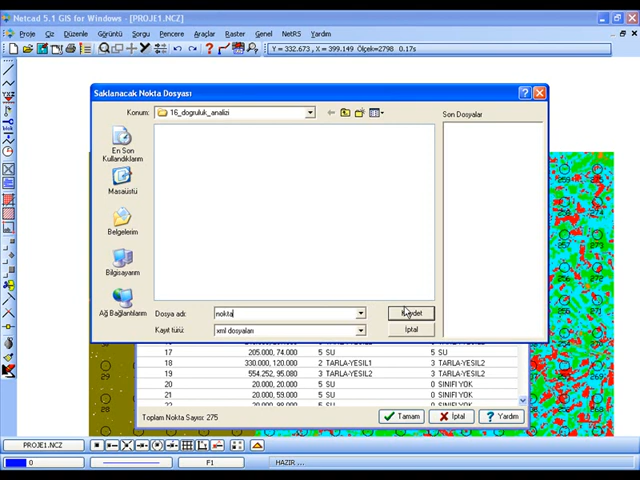 Netcad 5.1 GIS for Windows - [PROJE1.NCZ]
Proje Çiz Düzenle Görüntü Sorgu Pencere Araçlar Raster Genel NetRS Yardım
Y = 332.673, X = 399.149 Ölçek=2798 0.17s
Saklanacak Nokta Dosyası
Konum: 16_dogruluk_analizi
Son Dosyalar
En Son Kullandıklarım
Masaüstü
Belgelerim
Bilgisayarım
Ağ Bağlantılarım
Dosya adı: nokta Kaydet
Kayıt türü: xml dosyaları İptal
17 205.000, 74.000 5 SU 5 SU
18 330.000, 120.000 2 TARLA-YESIL1 3 TARLA-YESIL2
19 554.252, 95.088 3 TARLA-YESIL2 3 TARLA-YESIL2
20 20.000, 20.000 5 SU 0 SINIFI YOK
21 20.000, 59.000 5 SU 0 SINIFI YOK
Toplam Nokta Sayısı: 275 Tamam İptal Yardım
PROJE1.NCZ
0 F1 HAZIR ...